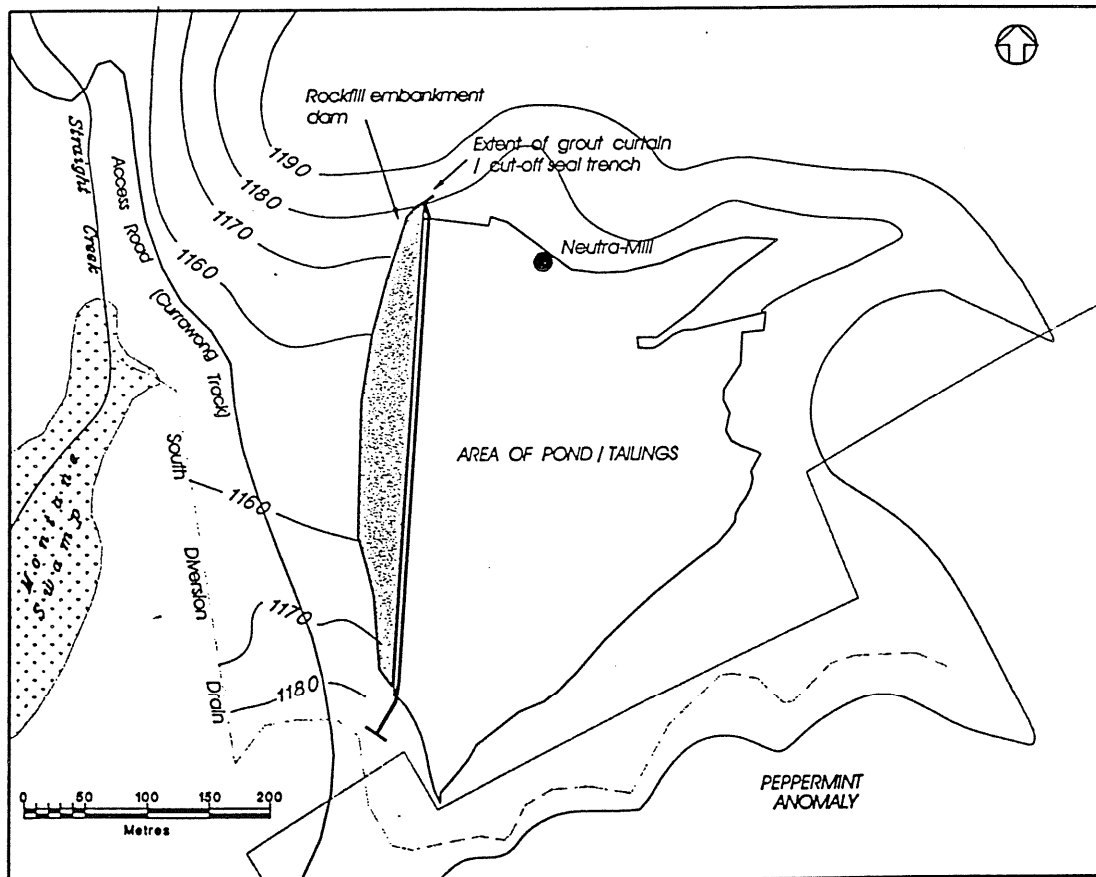 Rockfill embankment
dam
Extent of grout curtain
/ cut-off seal trench
1190
1180
1170
1160
Straight Creek
Access Road
(Currawong Track)
Neutra-Mill
AREA OF POND / TAILINGS
Montane
Swamp
South Diversion Drain
1160
1170
1180
0 50 100 150 200
Metres
PEPPERMINT
ANOMALY